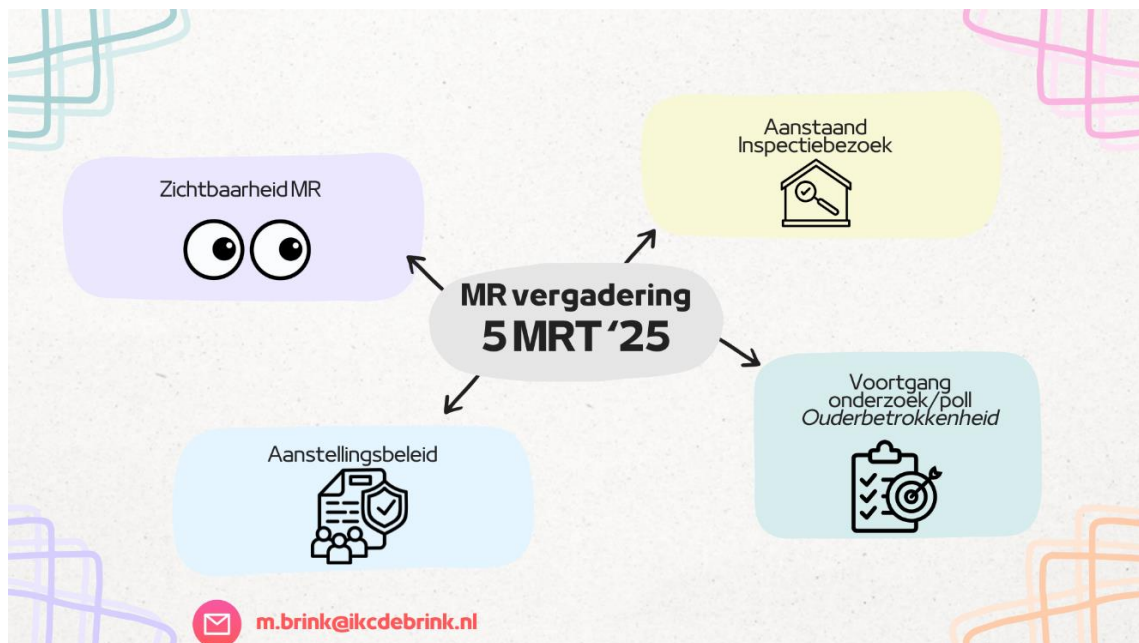 Zichtbaarheid MR
Aanstaand
Inspectiebezoek
MR vergadering
5 MRT ‘25
Aanstellingsbeleid
Voortgang
onderzoek/poll
Ouderbetrokkenheid
m.brink@ikcdebrink.nl